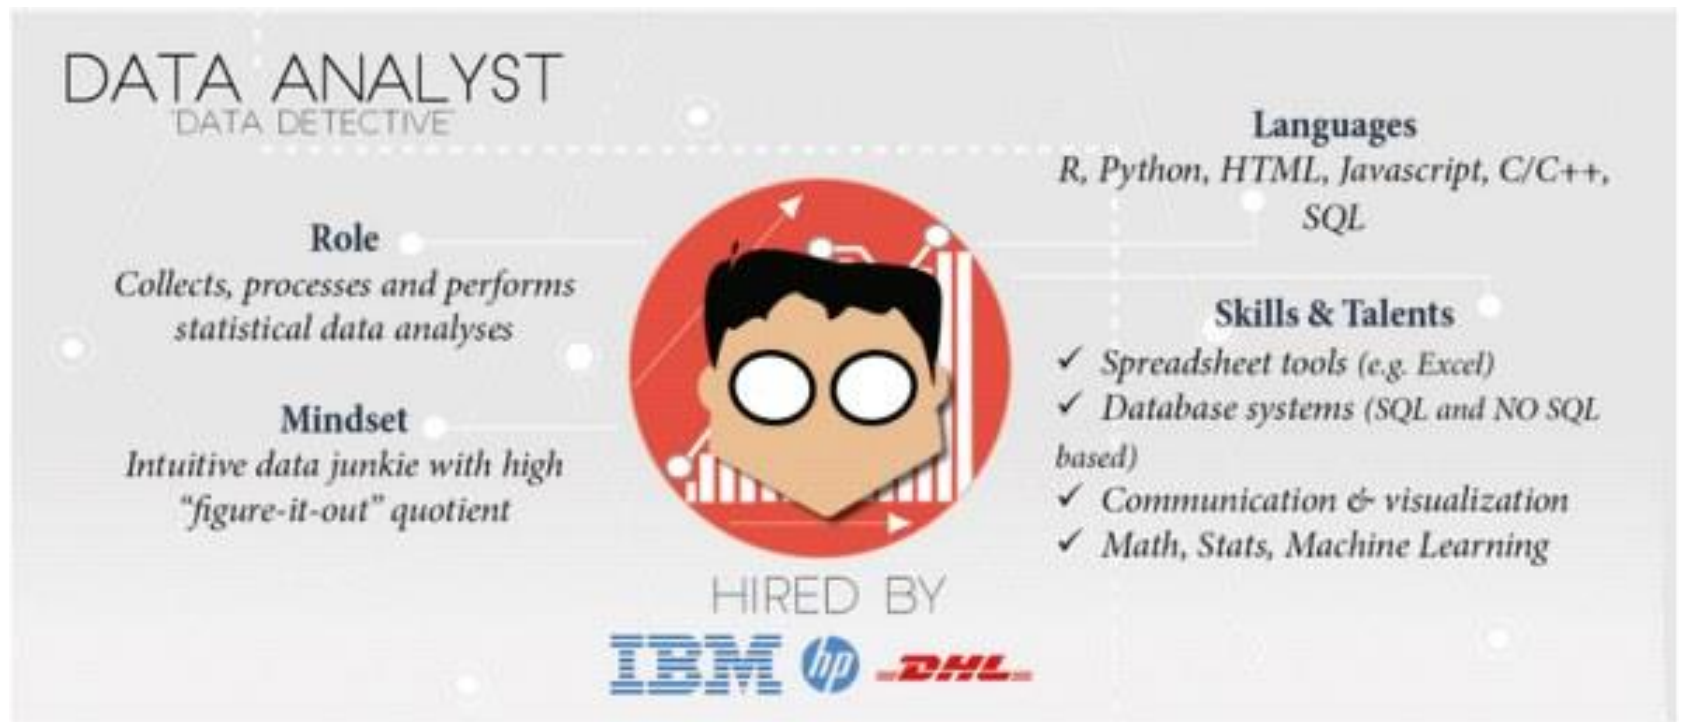 DATA ANALYST
'DATA DETECTIVE'
Role
Collects, processes and performs
statistical data analyses
Mindset
Intuitive data junkie with high
“figure-it-out” quotient
Languages
R, Python, HTML, Javascript, C/C++,
SQL
Skills & Talents
✓ Spreadsheet tools (e.g. Excel)
✓ Database systems (SQL and NO SQL
based)
✓ Communication & visualization
✓ Math, Stats, Machine Learning
HIRED BY
IBM hp DHL